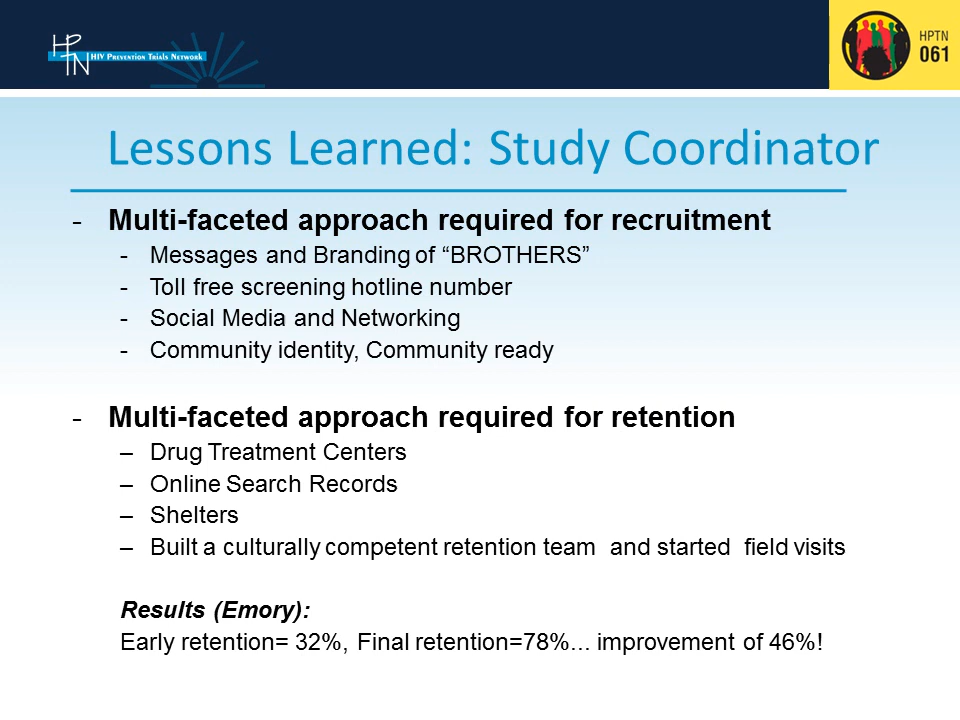 HPTN
HIV Prevention Trials Network
HPTN
061
Lessons Learned: Study Coordinator
- Multi-faceted approach required for recruitment
- Messages and Branding of “BROTHERS”
- Toll free screening hotline number
- Social Media and Networking
- Community identity, Community ready
- Multi-faceted approach required for retention
– Drug Treatment Centers
– Online Search Records
– Shelters
– Built a culturally competent retention team  and started  field visits
Results (Emory):
Early retention= 32%, Final retention=78%... improvement of 46%!